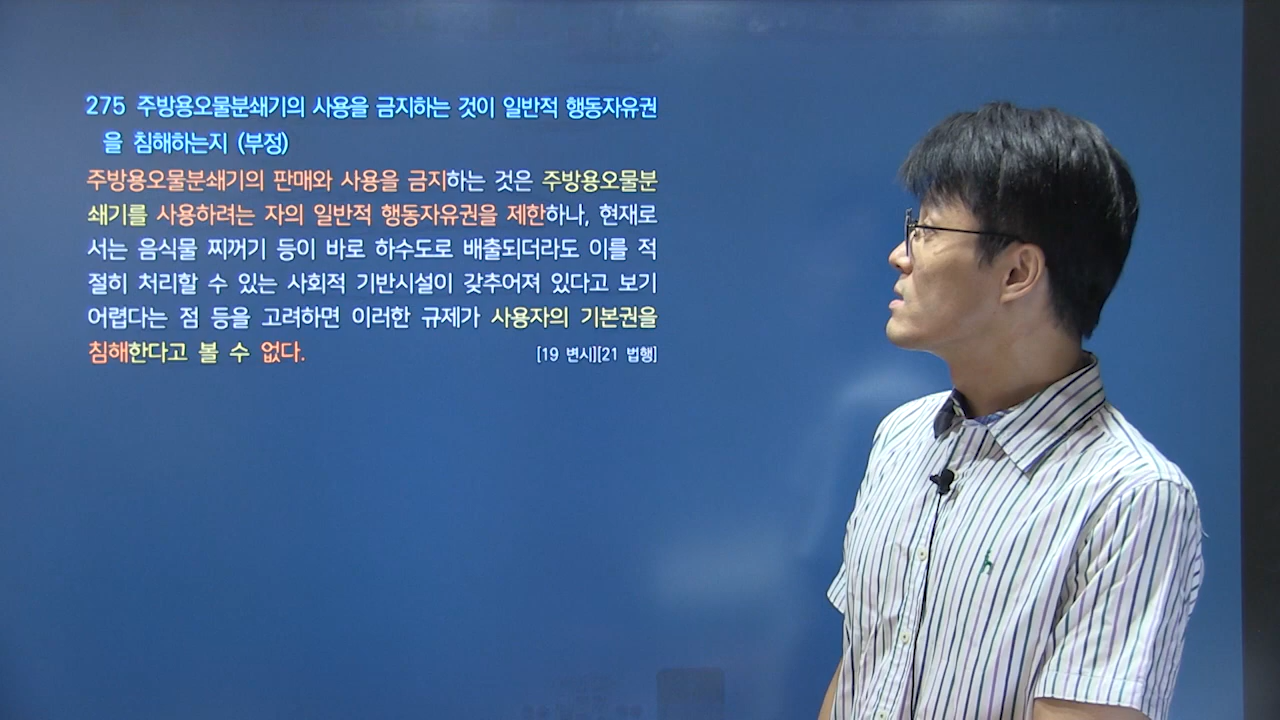 275 주방용오물분쇄기의 사용을 금지하는 것이 일반적 행동자유권
을 침해하는지 (부정)
주방용오물분쇄기의 판매와 사용을 금지하는 것은 주방용오물분
쇄기를 사용하려는 자의 일반적 행동자유권을 제한하나, 현재로
서는 음식물 찌꺼기 등이 바로 하수도로 배출되더라도 이를 적
절히 처리할 수 있는 사회적 기반시설이 갖추어져 있다고 보기
어렵다는 점 등을 고려하면 이러한 규제가 사용자의 기본권을
침해한다고 볼 수 없다. [19 변시][21 법행]